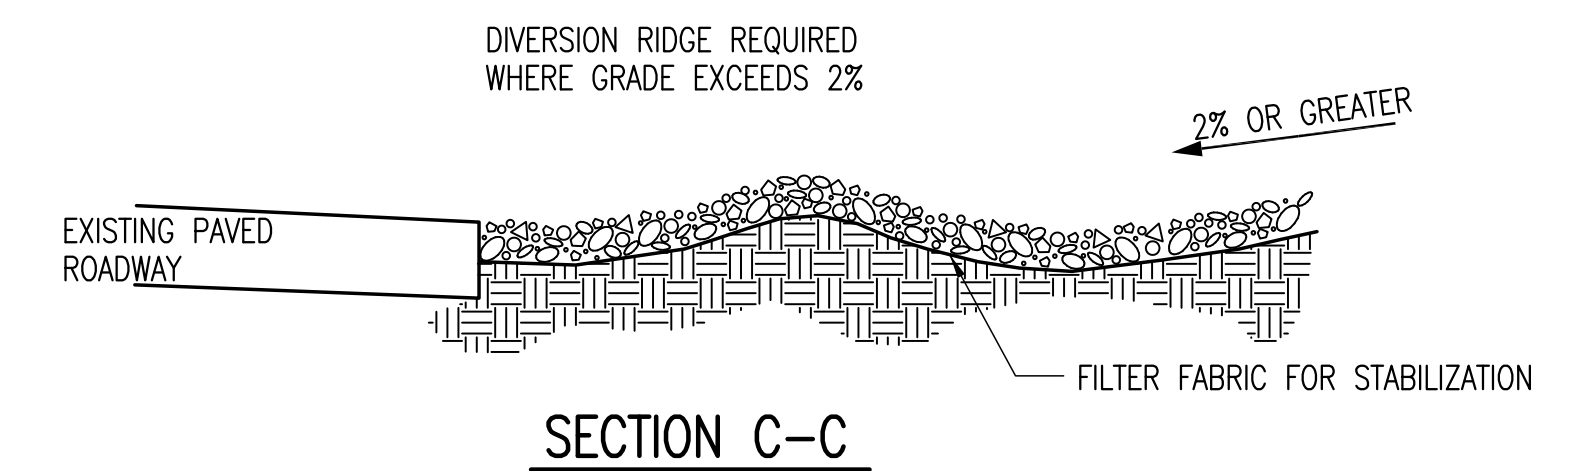 DIVERSION RIDGE REQUIRED
WHERE GRADE EXCEEDS 2%
2% OR GREATER
EXISTING PAVED
ROADWAY
FILTER FABRIC FOR STABILIZATION
SECTION C-C